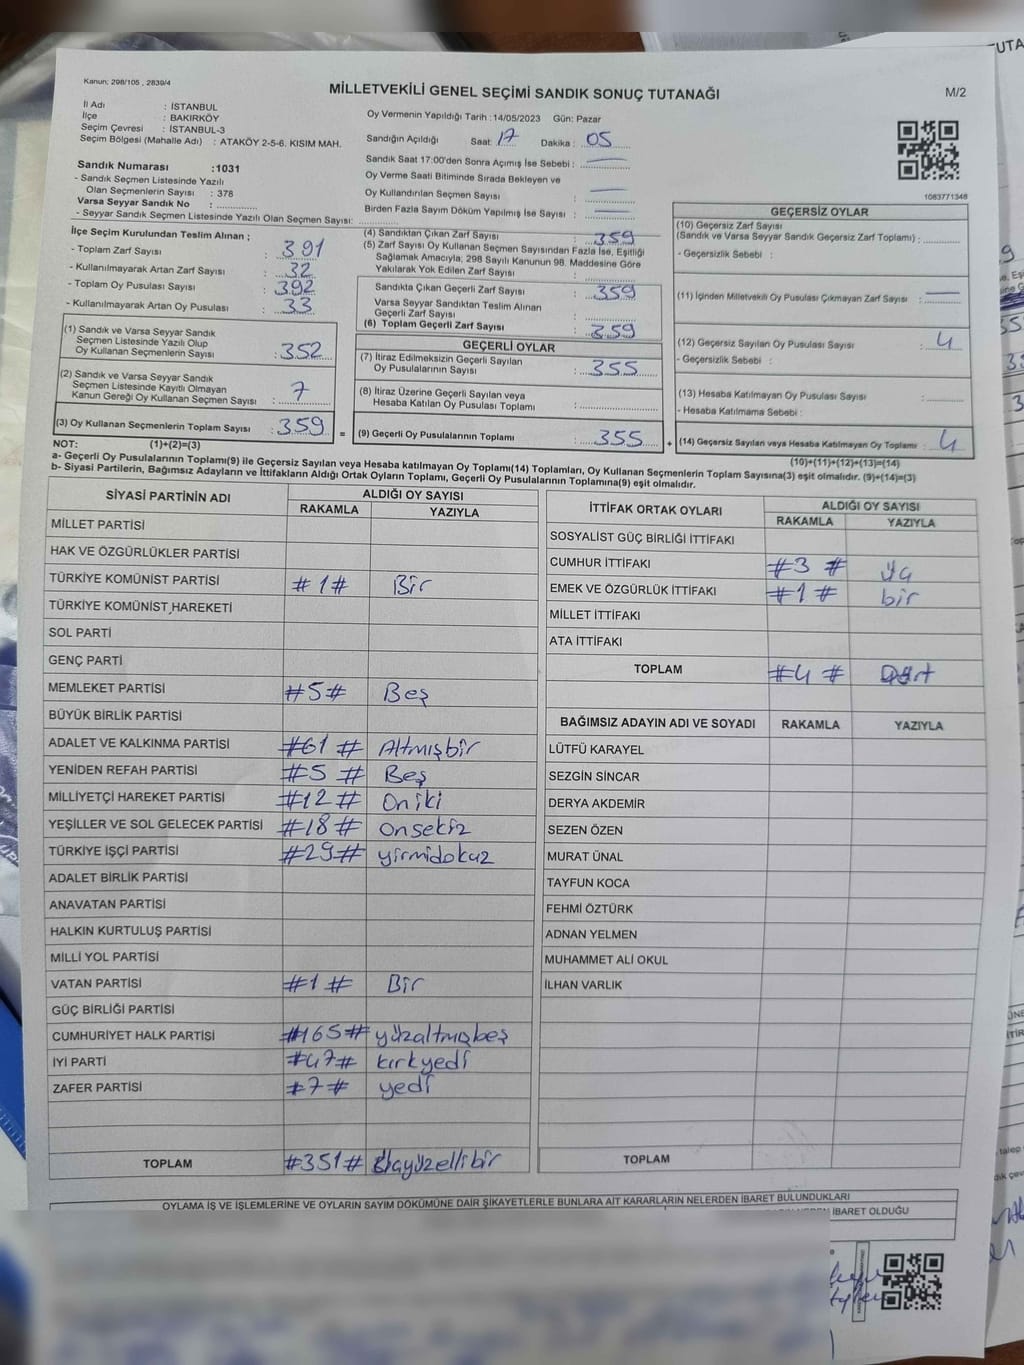 Kanun; 298/105 , 2839/4
MİLLETVEKİLİ GENEL SEÇİMİ SANDIK SONUÇ TUTANAĞI
M/2
İl Adı : İSTANBUL
İlçe : BAKIRKÖY
Seçim Çevresi : İSTANBUL-3
Seçim Bölgesi (Mahalle Adı) : ATAKÖY 2-5-6. KISIM MAH.
Sandık Numarası :1031
- Sandık Seçmen Listesinde Yazılı
Olan Seçmenlerin Sayısı : 378
Varsa Seyyar Sandık No :
- Seyyar Sandık Seçmen Listesinde Yazılı Olan Seçmen Sayısı:
Oy Vermenin Yapıldığı Tarih : 14/05/2023 Gün: Pazar
Sandığın Açıldığı Saat: 17 Dakika : 05
Sandık Saat 17:00'den Sonra Açımış İse Sebebi :
Oy Verme Saati Bitiminde Sırada Bekleyen ve
Oy Kullandırılan Seçmen Sayısı :
Birden Fazla Sayım Döküm Yapılmış İse Sayısı :
1083771348
İlçe Seçim Kurulundan Teslim Alınan ;
- Toplam Zarf Sayısı : 391
- Kullanılmayarak Artan Zarf Sayısı : 32
- Toplam Oy Pusulası Sayısı : 392
- Kullanılmayarak Artan Oy Pusulası : 33
(1) Sandık ve Varsa Seyyar Sandık
Seçmen Listesinde Yazılı Olup
Oy Kullanan Seçmenlerin Sayısı : 352
(2) Sandık ve Varsa Seyyar Sandık
Seçmen Listesinde Kayıtlı Olmayan
Kanun Gereği Oy Kullanan Seçmen Sayısı : 7
(3) Oy Kullanan Seçmenlerin Toplam Sayısı : 359
(4) Sandıktan Çıkan Zarf Sayısı : 359
(5) Zarf Sayısı Oy Kullanan Seçmen Sayısından Fazla İse, Eşitliği
Sağlamak Amacıyla, 298 Sayılı Kanunun 98. Maddesine Göre
Yakılarak Yok Edilen Zarf Sayısı :
Sandıkta Çıkan Geçerli Zarf Sayısı : 359
Varsa Seyyar Sandıktan Teslim Alınan
Geçerli Zarf Sayısı :
(6) Toplam Geçerli Zarf Sayısı : 359
GEÇERLİ OYLAR
(7) İtiraz Edilmeksizin Geçerli Sayılan
Oy Pusulalarının Sayısı : 355
(8) İtiraz Üzerine Geçerli Sayılan veya
Hesaba Katılan Oy Pusulası Toplamı :
= (9) Geçerli Oy Pusulalarının Toplamı : 355 +
GEÇERSİZ OYLAR
(10) Geçersiz Zarf Sayısı
(Sandık ve Varsa Seyyar Sandık Geçersiz Zarf Toplamı) :
- Geçersizlik Sebebi :
(11) İçinden Milletvekili Oy Pusulası Çıkmayan Zarf Sayısı :
(12) Geçersiz Sayılan Oy Pusulası Sayısı : 4
- Geçersizlik Sebebi :
(13) Hesaba Katılmayan Oy Pusulası Sayısı :
- Hesaba Katılmama Sebebi :
(14) Geçersiz Sayılan veya Hesaba Katılmayan Oy Toplamı : 4
NOT: (1)+(2)=(3) (10)+(11)+(12)+(13)=(14)
a- Geçerli Oy Pusulalarının Toplamı(9) ile Geçersiz Sayılan veya Hesaba katılmayan Oy Toplamı(14) Toplamları, Oy Kullanan Seçmenlerin Toplam Sayısına(3) eşit olmalıdır. (9)+(14)=(3)
b- Siyasi Partilerin, Bağımsız Adayların ve İttifakların Aldığı Ortak Oyların Toplamı, Geçerli Oy Pusulalarının Toplamına(9) eşit olmalıdır.
SİYASİ PARTİNİN ADI ALDIĞI OY SAYISI
RAKAMLA YAZIYLA
MİLLET PARTİSİ
HAK VE ÖZGÜRLÜKLER PARTİSİ
TÜRKİYE KOMÜNİST PARTİSİ #1# Bir
TÜRKİYE KOMÜNİST HAREKETİ
SOL PARTİ
GENÇ PARTİ
MEMLEKET PARTİSİ #5# Beş
BÜYÜK BİRLİK PARTİSİ
ADALET VE KALKINMA PARTİSİ #61# Altmışbir
YENİDEN REFAH PARTİSİ #5# Beş
MİLLİYETÇİ HAREKET PARTİSİ #12# Oniki
YEŞİLLER VE SOL GELECEK PARTİSİ #18# onsekiz
TÜRKİYE İŞÇİ PARTİSİ #29# yirmidokuz
ADALET BİRLİK PARTİSİ
ANAVATAN PARTİSİ
HALKIN KURTULUŞ PARTİSİ
MİLLİ YOL PARTİSİ
VATAN PARTİSİ #1# Bir
GÜÇ BİRLİĞİ PARTİSİ
CUMHURİYET HALK PARTİSİ #165# yüzaltmışbeş
İYİ PARTİ #47# kırkyedi
ZAFER PARTİSİ #7# yedi
TOPLAM #351#
İTTİFAK ORTAK OYLARI ALDIĞI OY SAYISI
RAKAMLA YAZIYLA
SOSYALİST GÜÇ BİRLİĞİ İTTİFAKI
CUMHUR İTTİFAKI #3#
EMEK VE ÖZGÜRLÜK İTTİFAKI #1# bir
MİLLET İTTİFAKI
ATA İTTİFAKI
TOPLAM #4# Dört
BAĞIMSIZ ADAYIN ADI VE SOYADI RAKAMLA YAZIYLA
LÜTFÜ KARAYEL
SEZGİN SİNCAR
DERYA AKDEMİR
SEZEN ÖZEN
MURAT ÜNAL
TAYFUN KOCA
FEHMİ ÖZTÜRK
ADNAN YELMEN
MUHAMMET ALİ OKUL
İLHAN VARLIK
TOPLAM
OYLAMA İŞ VE İŞLEMLERİNE VE OYLARIN SAYIM DÖKÜMÜNE DAİR ŞİKAYETLERLE BUNLARA AİT KARARLARIN NELERDEN İBARET BULUNDUKLARI
İBARET OLDUĞU